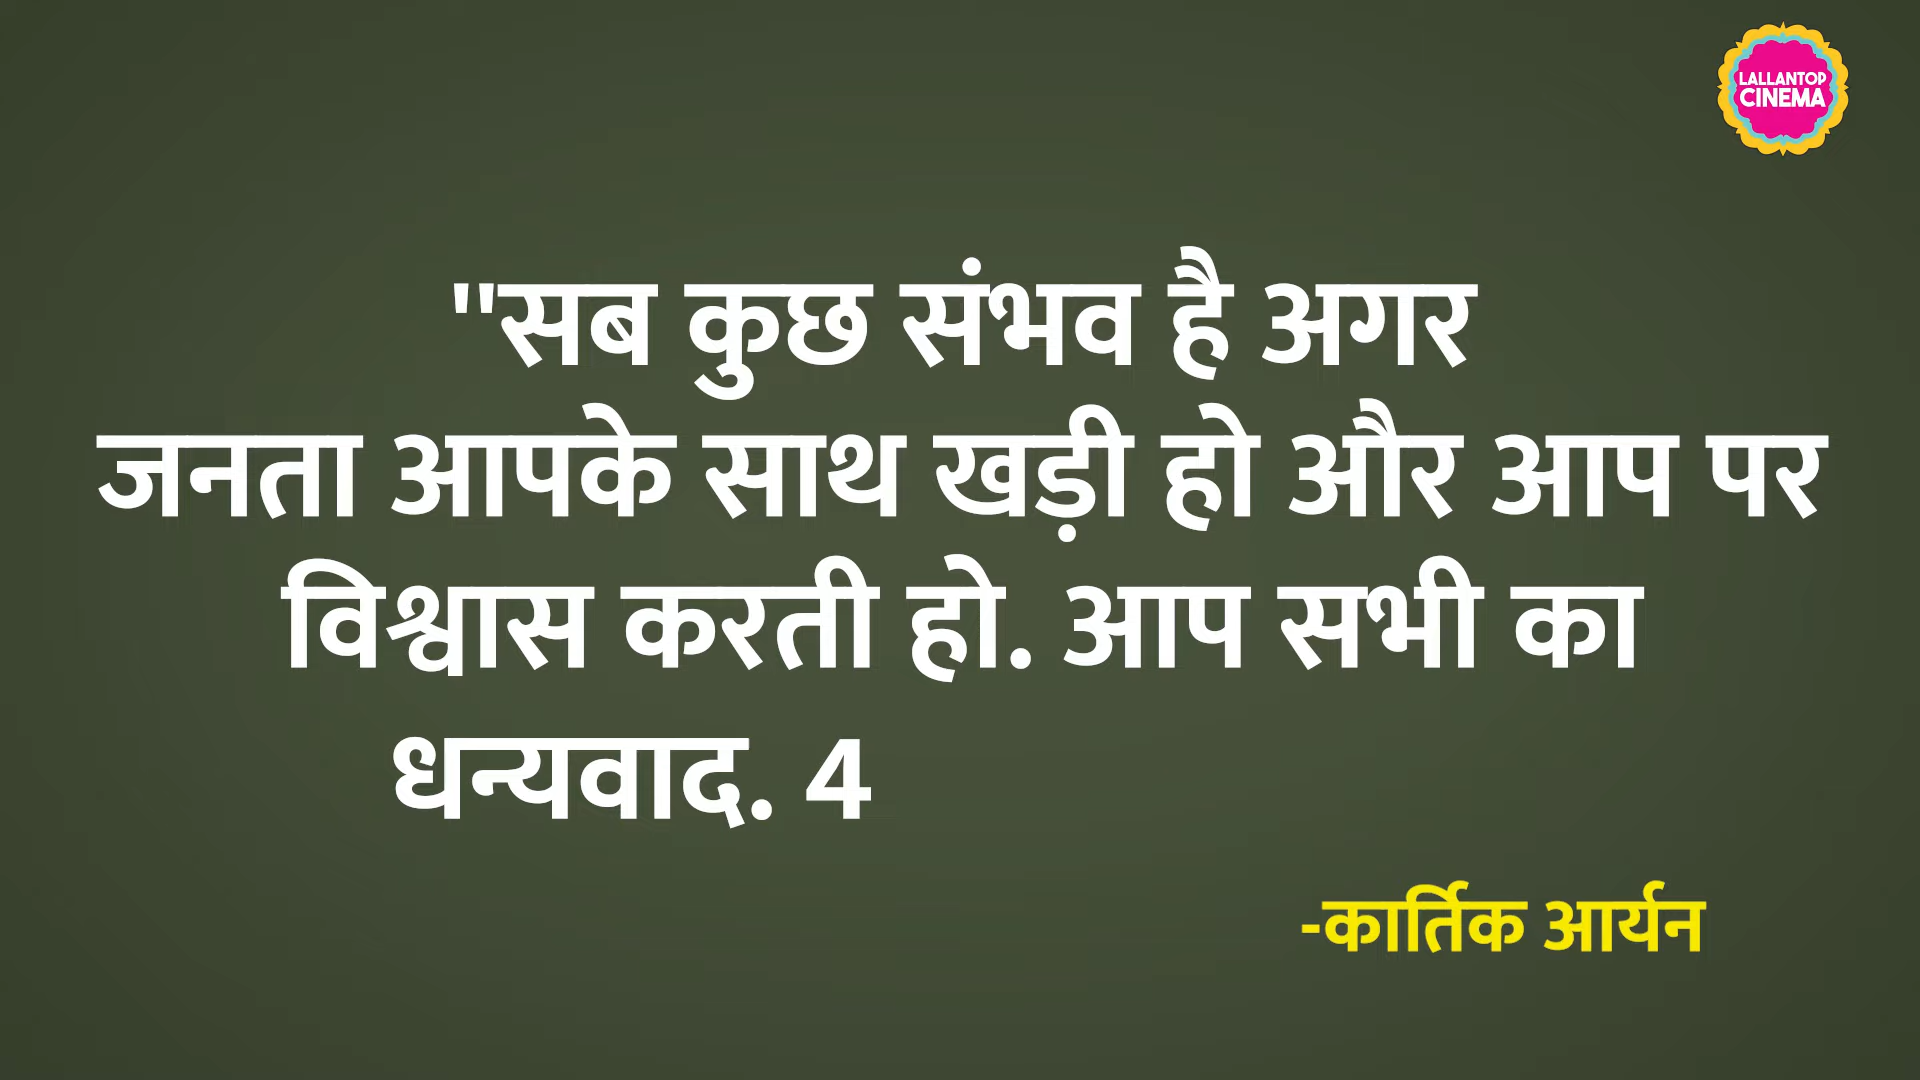 LALLANTOP
CINEMA
"सब कुछ संभव है अगर
जनता आपके साथ खड़ी हो और आप पर
विश्वास करती हो. आप सभी का
धन्यवाद. 4
-कार्तिक आर्यन